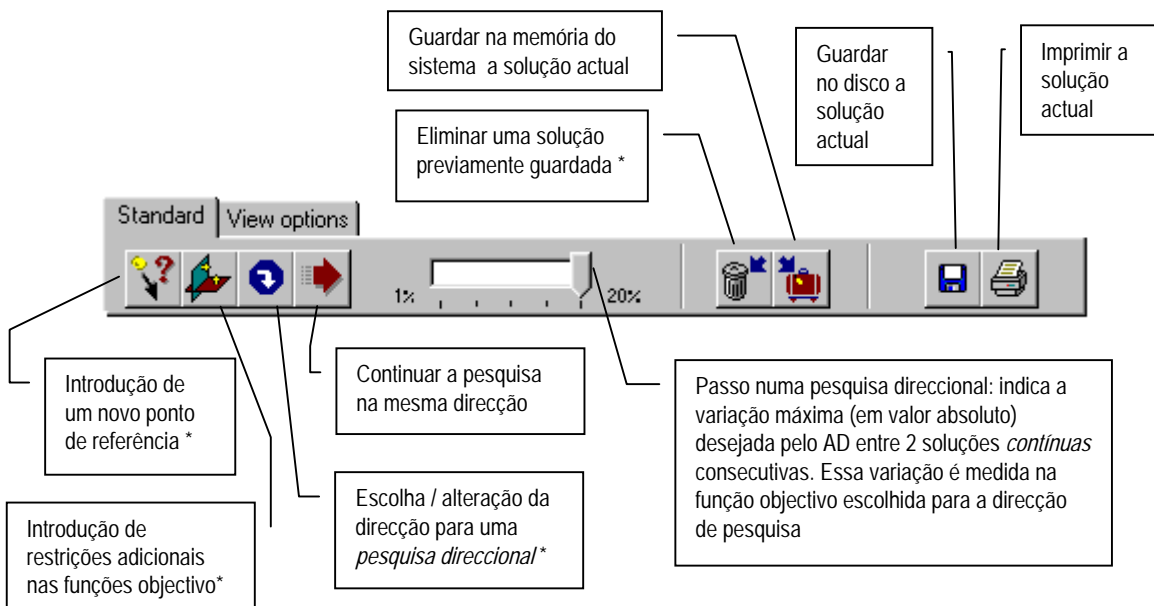 Guardar na memória do
sistema a solução actual
Guardar
no disco a
solução
actual
Imprimir a
solução
actual
Eliminar uma solução
previamente guardada *
Standard
View options
1%
20%
Introdução de
um novo ponto
de referência *
Continuar a pesquisa
na mesma direcção
Passo numa pesquisa direccional: indica a
variação máxima (em valor absoluto)
desejada pelo AD entre 2 soluções contínuas
consecutivas. Essa variação é medida na
função objectivo escolhida para a direcção
de pesquisa
Escolha / alteração da
direcção para uma
pesquisa direccional *
Introdução de
restrições adicionais
nas funções objectivo*